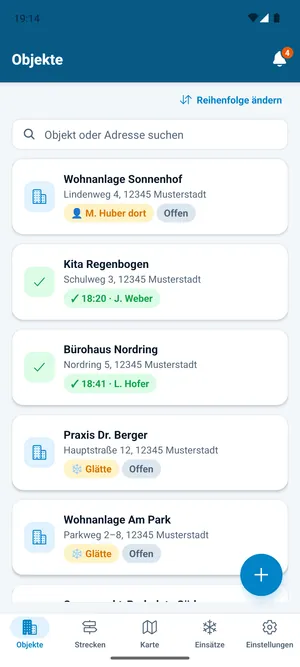 19:14
Objekte
4
Reihenfolge ändern
Objekt oder Adresse suchen
Wohnanlage Sonnenhof
Lindenweg 4, 12345 Musterstadt
M. Huber dort Offen
Kita Regenbogen
Schulweg 3, 12345 Musterstadt
✓ 18:20 · J. Weber
Bürohaus Nordring
Nordring 5, 12345 Musterstadt
✓ 18:41 · L. Hofer
Praxis Dr. Berger
Hauptstraße 12, 12345 Musterstadt
Glätte Offen
Wohnanlage Am Park
Parkweg 2–8, 12345 Musterstadt
Glätte Offen
Objekte Strecken Karte Einsätze Einstellungen